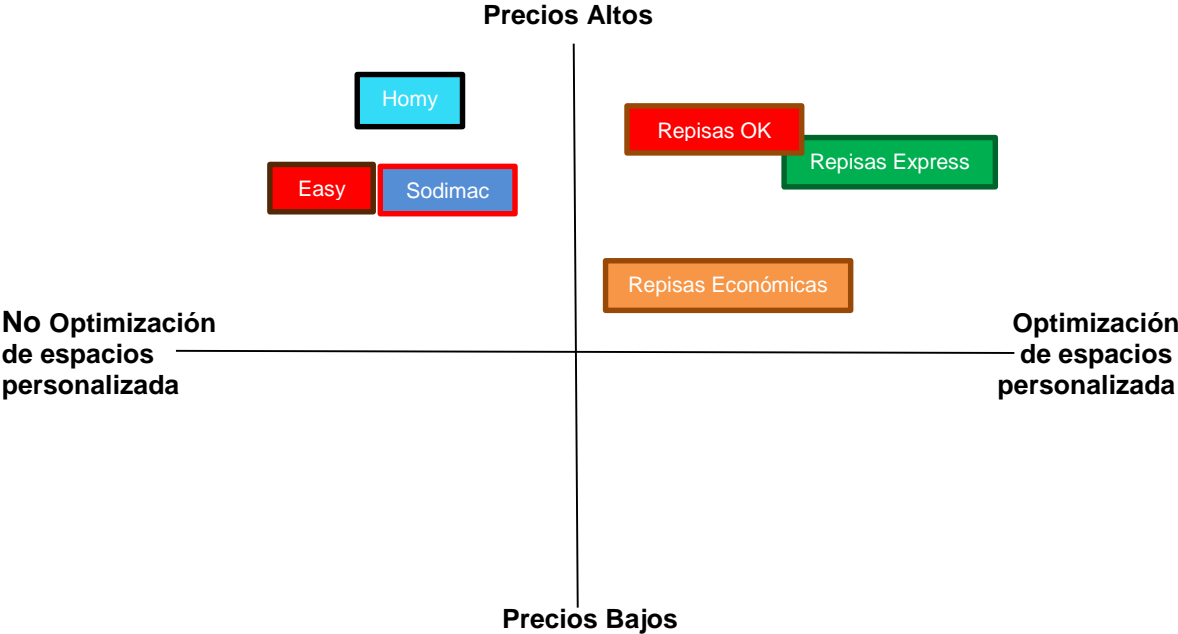 Precios Altos
Homy
Repisas OK
Repisas Express
Easy
Sodimac
Repisas Económicas
No Optimización
de espacios
personalizada
Optimización
de espacios
personalizada
Precios Bajos